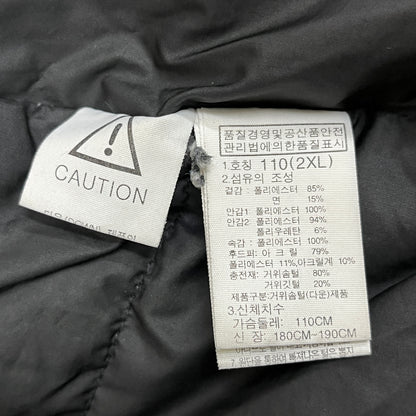 CAUTION
품질경영및공산품안전
관리법에의한품질표시
1.호칭 110(2XL)
2.섬유의 조성
겉감: 폴리에스터 85%
면 15%
안감1: 폴리에스터 100%
안감2: 폴리에스터 94%
폴리우레탄 6%
속감: 폴리에스터 100%
후드퍼: 아 크 릴 79%
폴리에스터 11%,아크릴계 10%
충전재: 거위솜털 80%
거위깃털 20%
제품구분:거위솜털(다운)제품
3.신체치수
가슴둘레: 110CM
신 장: 180CM~190CM